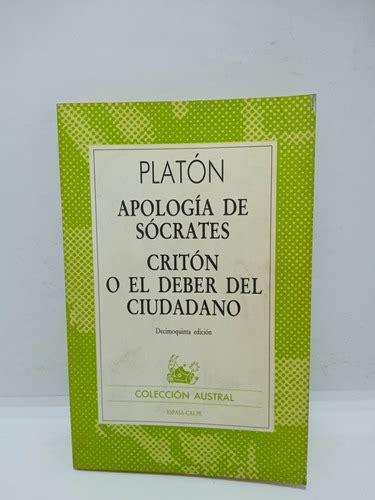 PLATÓN
APOLOGÍA DE
SÓCRATES
CRITÓN
O EL DEBER DEL
CIUDADANO
Decimoquinta edición
COLECCIÓN AUSTRAL
ESPASA-CALPE